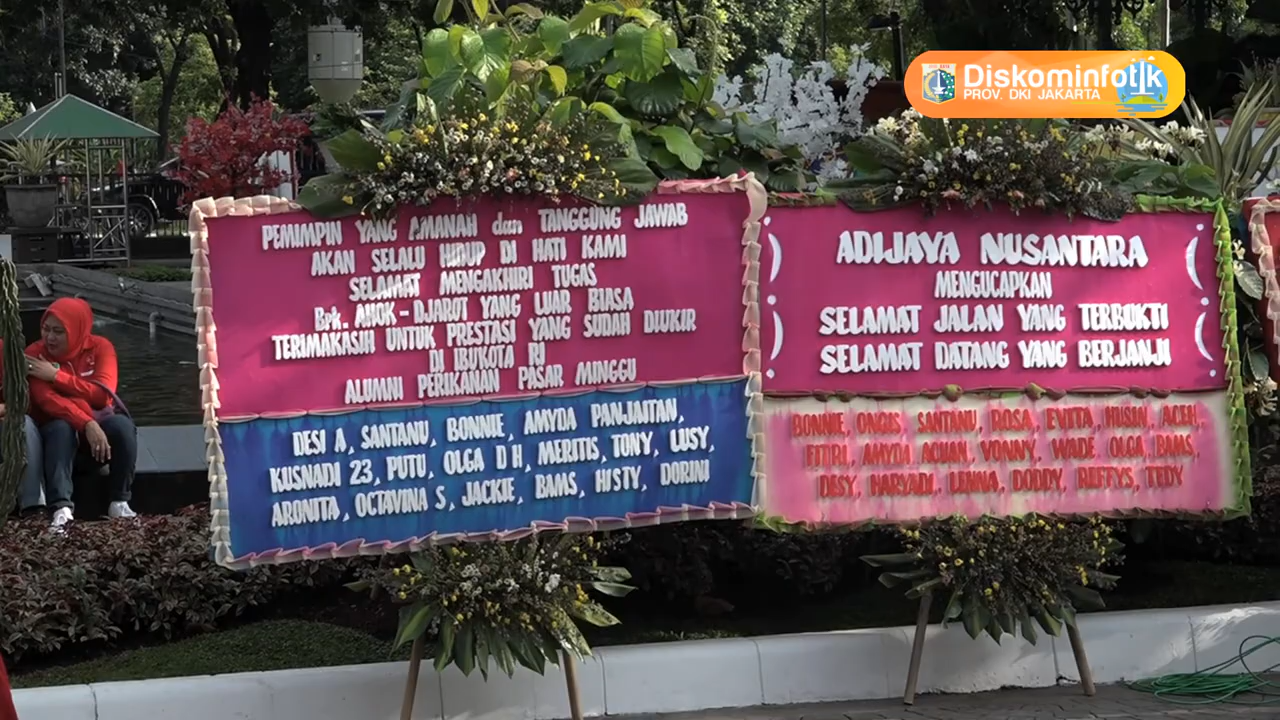 Diskominfotik
PROV. DKI JAKARTA
PEMIMPIN YANG AMANAH dan TANGGUNG JAWAB
AKAN SELALU HIDUP DI HATI KAMI
SELAMAT MENGAKHIRI TUGAS
Bpk. AHOK - DJAROT YANG LUAR BIASA
TERIMAKASIH UNTUK PRESTASI YANG SUDAH DIUKIR
DI IBUKOTA RI
ALUMNI PERIKANAN PASAR MINGGU
DESI A, SANTANU, BONNIE, AMYDA PANJAITAN,
KUSNADI 23, PUTU, OLGA D H, MERITIS, TONY, LUSY,
ARONITA, OCTAVINA S, JACKIE, BAMS, HISTY, DORINI
ADIJAYA NUSANTARA
MENGUCAPKAN
SELAMAT JALAN YANG TERBUKTI
SELAMAT DATANG YANG BERJANJI
BONNIE, ONGIS, SANTANU, ROSA, EVITA, HUSIN, ACEH,
FITRI, AMYDA, ACHAN, VONNY, WADE, OLGA, BAMS,
DESY, HARYADI, LENNA, DODDY, REFFYS, TEDY